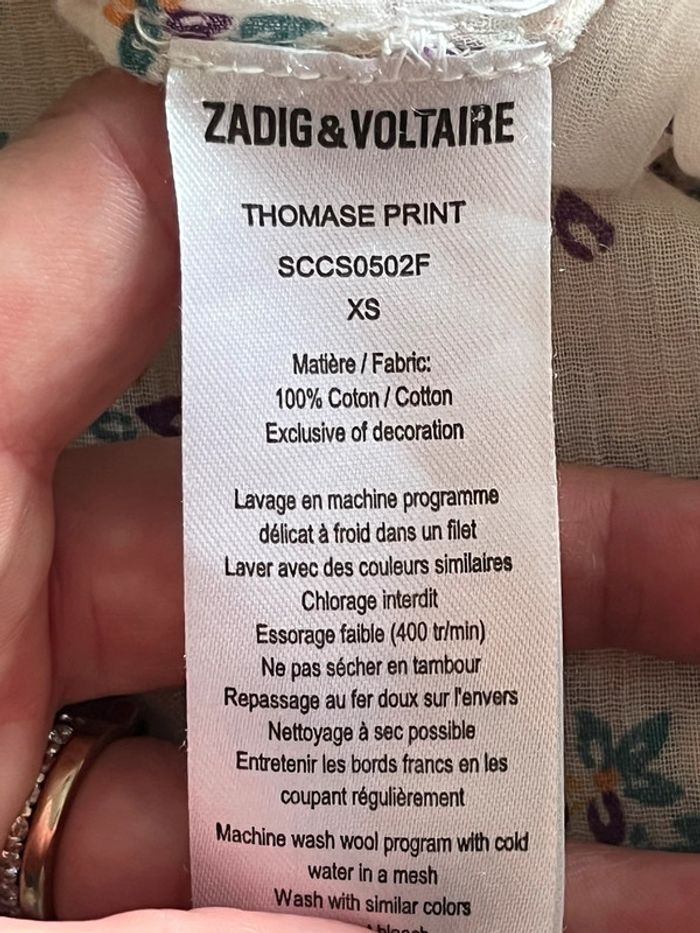 ZADIG&VOLTAIRE
THOMASE PRINT
SCCS0502F
XS
Matière / Fabric:
100% Coton / Cotton
Exclusive of decoration
Lavage en machine programme
délicat à froid dans un filet
Laver avec des couleurs similaires
Chlorage interdit
Essorage faible (400 tr/min)
Ne pas sécher en tambour
Repassage au fer doux sur l'envers
Nettoyage à sec possible
Entretenir les bords francs en les
coupant régulièrement
Machine wash wool program with cold
water in a mesh
Wash with similar colors